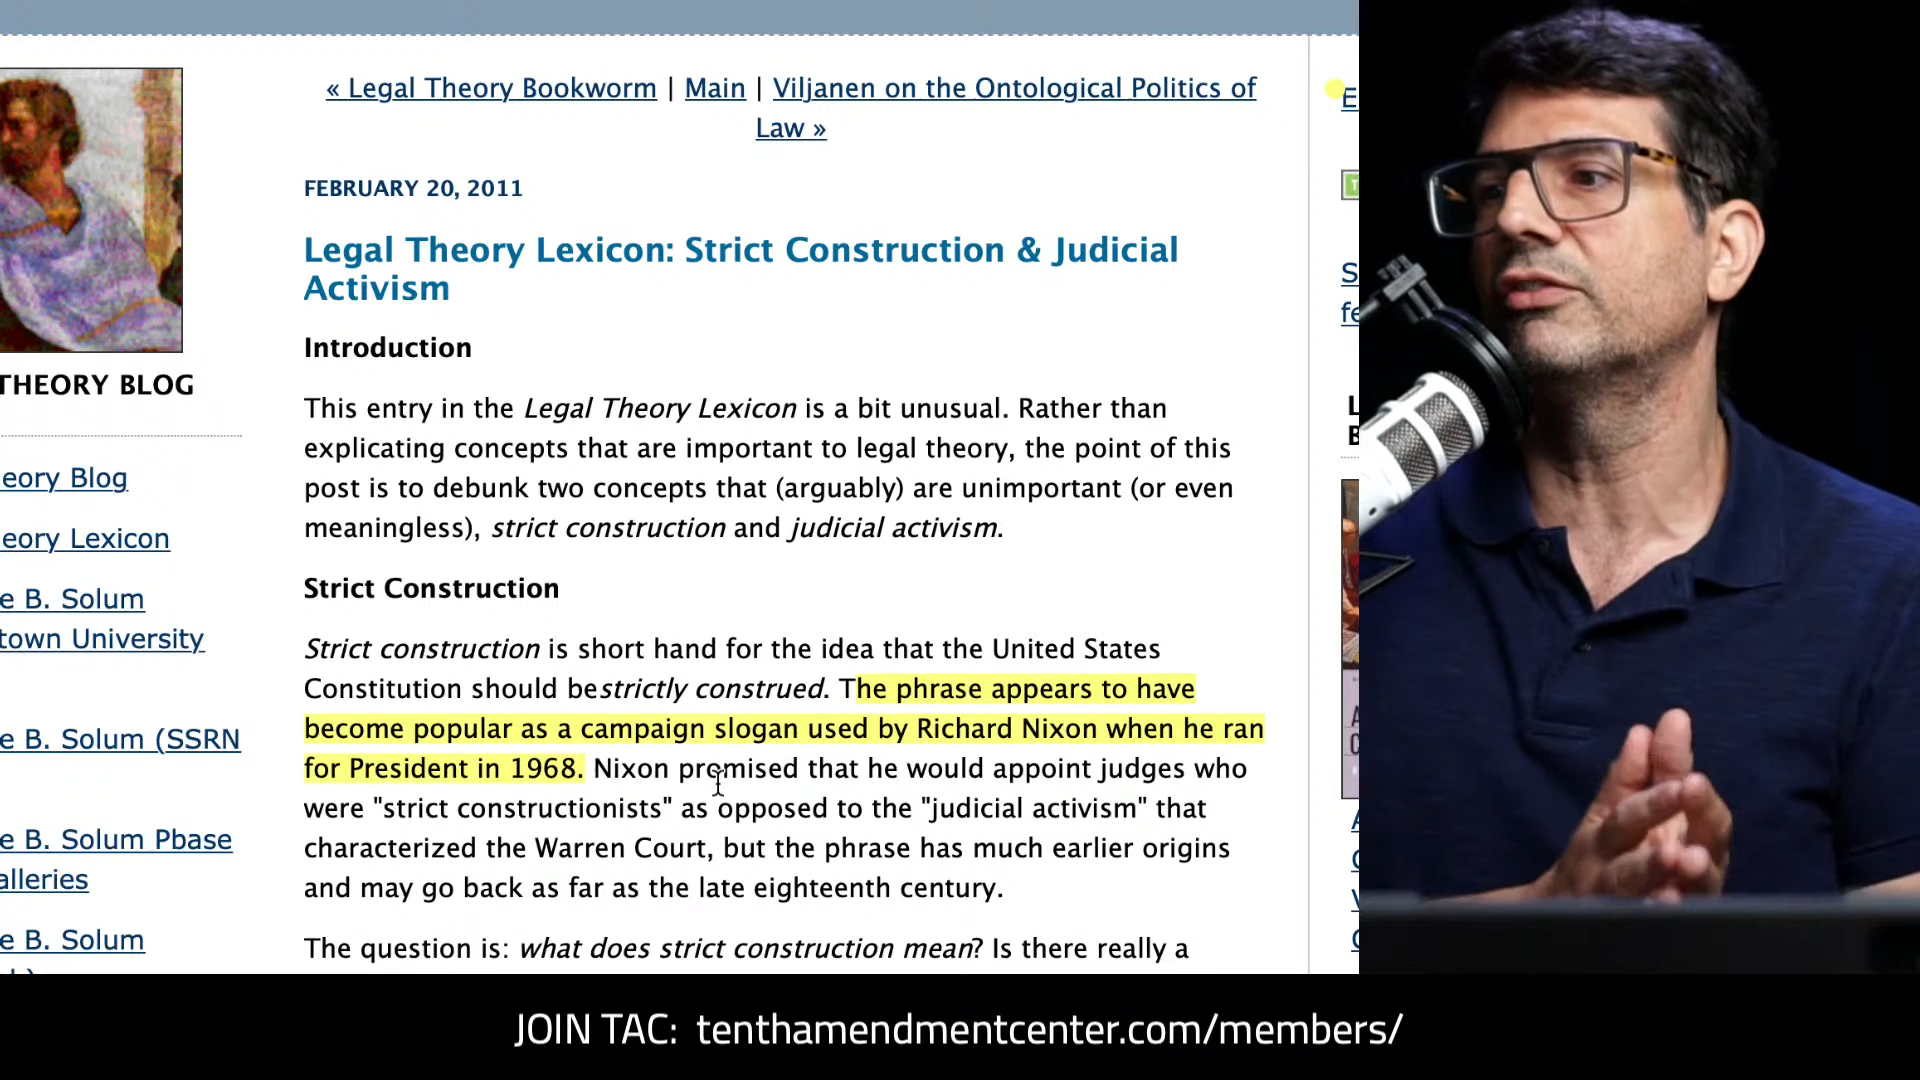 « Legal Theory Bookworm | Main | Viljanen on the Ontological Politics of
Law »
FEBRUARY 20, 2011
Legal Theory Lexicon: Strict Construction & Judicial
Activism
Introduction
This entry in the Legal Theory Lexicon is a bit unusual. Rather than
explicating concepts that are important to legal theory, the point of this
post is to debunk two concepts that (arguably) are unimportant (or even
meaningless), strict construction and judicial activism.
Strict Construction
Strict construction is short hand for the idea that the United States
Constitution should bestrictly construed. The phrase appears to have
become popular as a campaign slogan used by Richard Nixon when he ran
for President in 1968. Nixon promised that he would appoint judges who
were "strict constructionists" as opposed to the "judicial activism" that
characterized the Warren Court, but the phrase has much earlier origins
and may go back as far as the late eighteenth century.
The question is: what does strict construction mean? Is there really a
THEORY BLOG
eory Blog
eory Lexicon
e B. Solum
town University
e B. Solum (SSRN
e B. Solum Pbase
alleries
e B. Solum
JOIN TAC: tenthamendmentcenter.com/members/